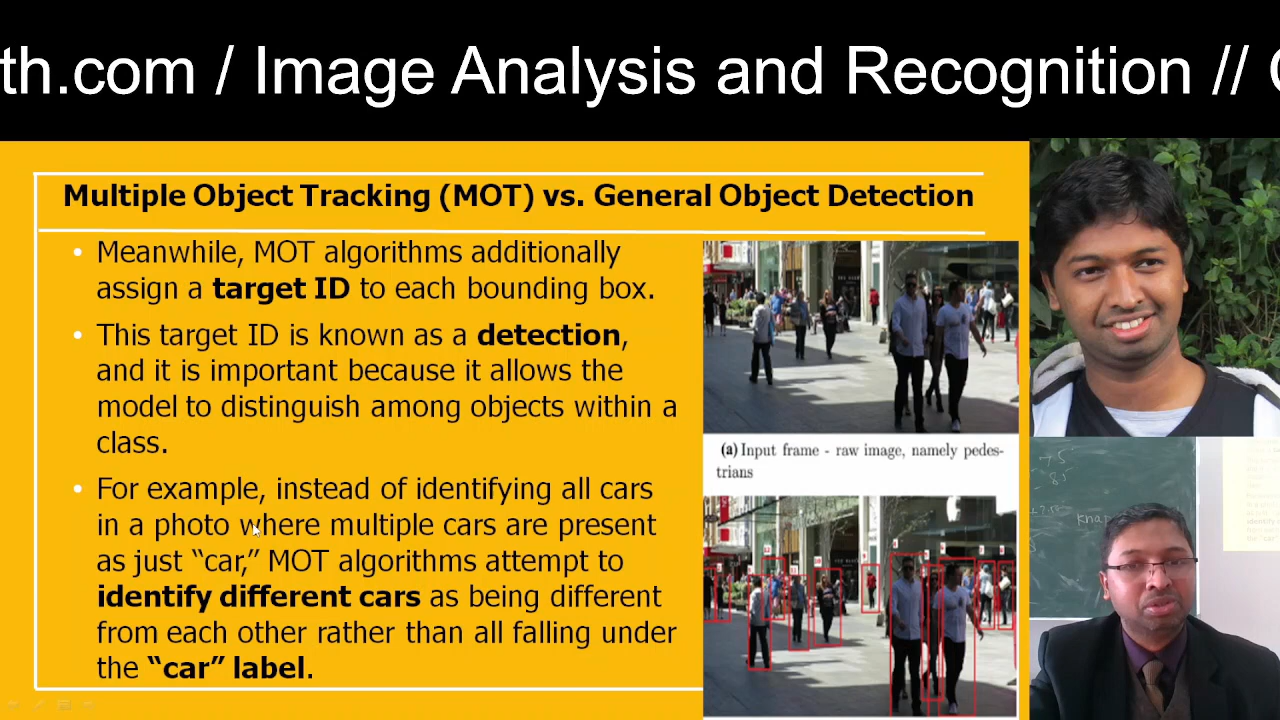 th.com / Image Analysis and Recognition //
Multiple Object Tracking (MOT) vs. General Object Detection
• Meanwhile, MOT algorithms additionally
assign a target ID to each bounding box.
• This target ID is known as a detection,
and it is important because it allows the
model to distinguish among objects within a
class.
• For example, instead of identifying all cars
in a photo where multiple cars are present
as just “car,” MOT algorithms attempt to
identify different cars as being different
from each other rather than all falling under
the “car” label.
(a) Input frame - raw image, namely pedes-
trians